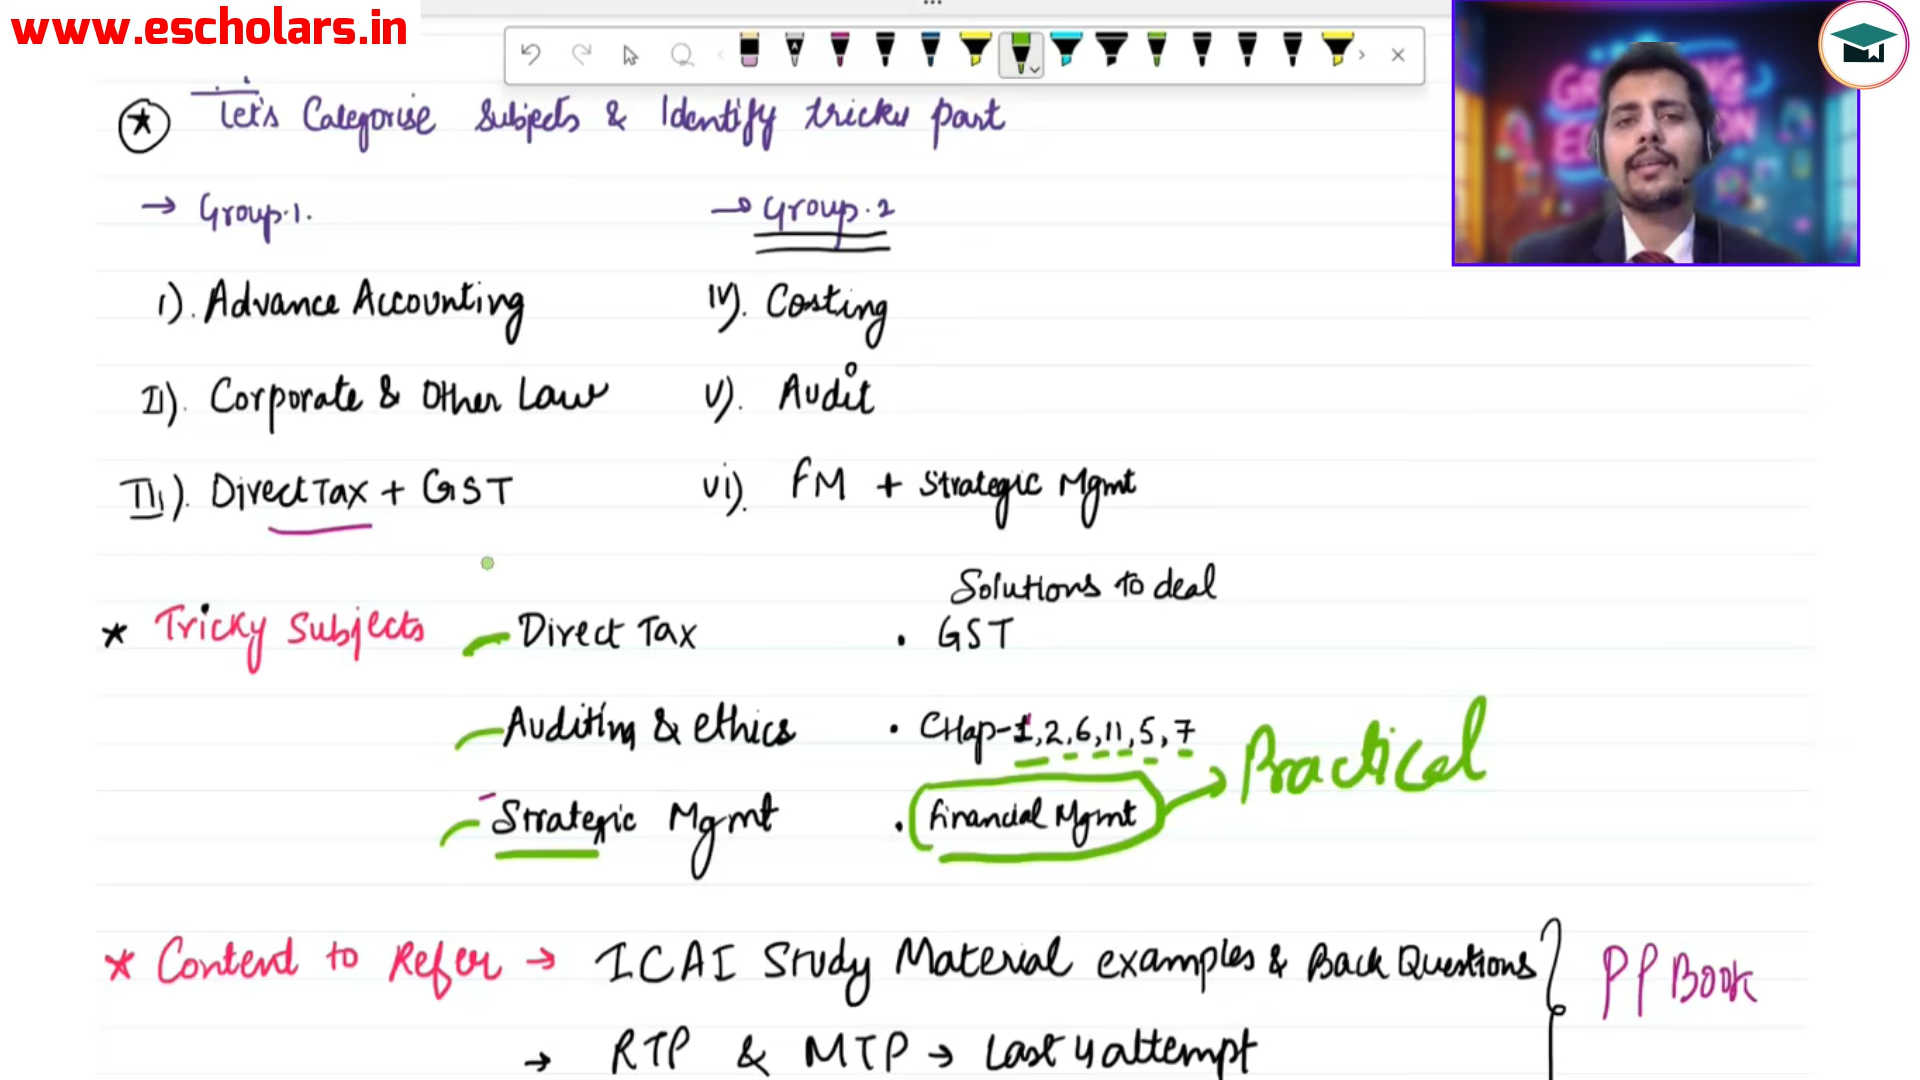 www.escholars.in
Let's Categorise Subjects & Identify tricky part
→ Group.1.
→ Group.2
I). Advance Accounting
IV). Costing
II). Corporate & Other Law
V). Audit
III). Direct Tax + GST
vi). FM + Strategic Mgmt
Solutions to deal
★ Tricky Subjects
Direct Tax
• GST
Auditing & ethics
• CHap-1,2,6,11,5,7
Practical
Strategic Mgmt
• Financial Mgmt
★ Content to Refer → ICAI Study Material examples & Back Questions
PP Book
→ RTP & MTP → Last 4 attempt